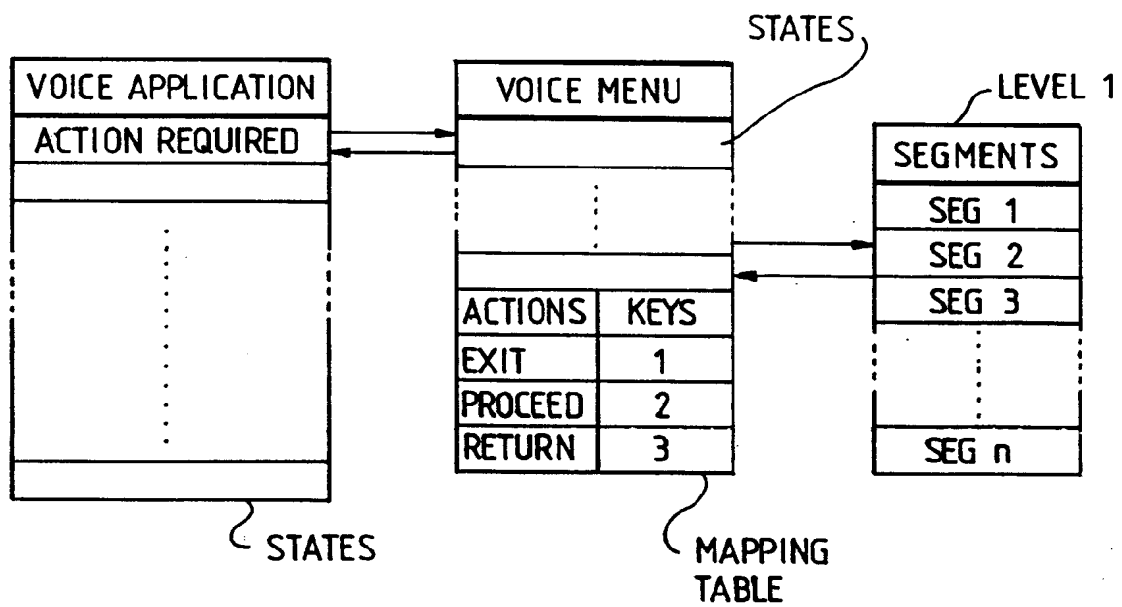 STATES
VOICE APPLICATION
ACTION REQUIRED
STATES
VOICE MENU
ACTIONS KEYS
EXIT 1
PROCEED 2
RETURN 3
MAPPING
TABLE
LEVEL 1
SEGMENTS
SEG 1
SEG 2
SEG 3
SEG n